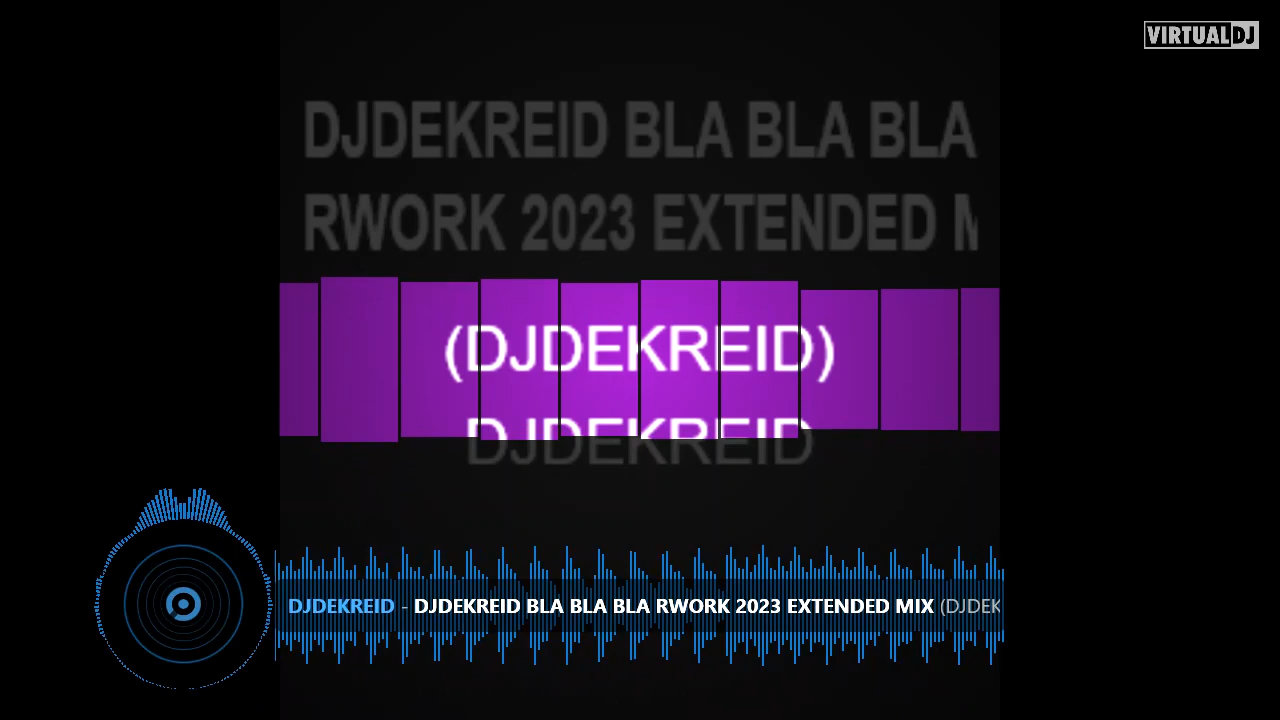 VIRTUALDJ
DJDEKREID BLA BLA BLA
RWORK 2023 EXTENDED M
(DJDEKREID)
DJDEKREID
DJDEKREID - DJDEKREID BLA BLA BLA RWORK 2023 EXTENDED MIX (DJDEK